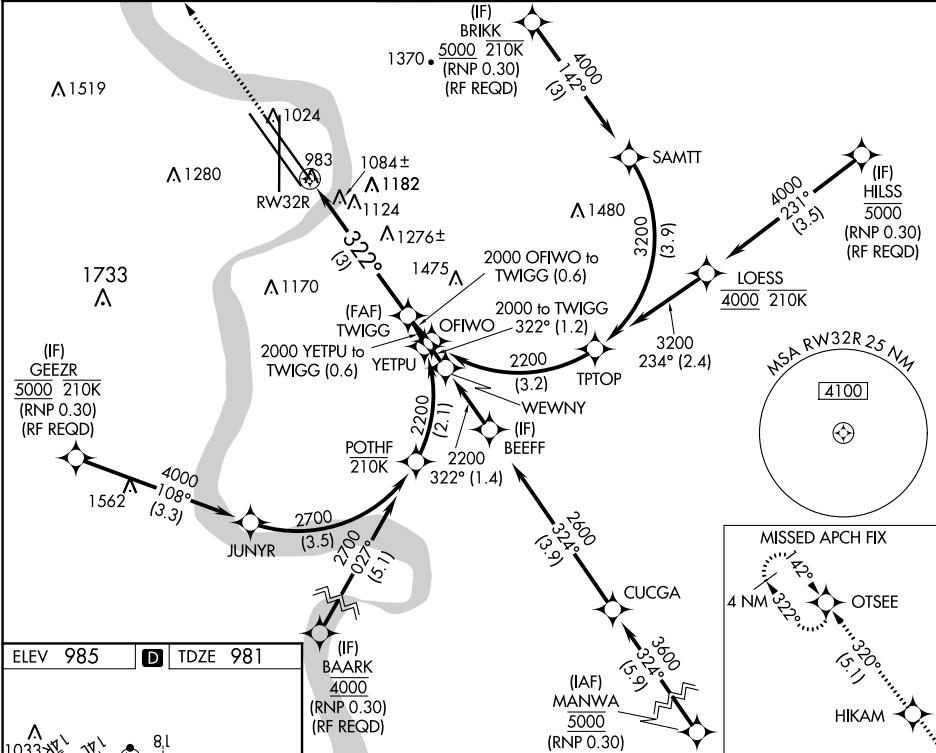 (IF)
BRIKK
5000 210K
(RNP 0.30)
(RF REQD)
1370
4000
142°
(3)
1519
1024
983
1084±
1182
1124
1280
RW32R
SAMTT
1480
3200
(3.9)
4000
231°
(3.5)
(IF)
HILSS
5000
(RNP 0.30)
(RF REQD)
322°
(3)
1276±
1475
2000 OFIWO to
TWIGG (0.6)
LOESS
4000 210K
1733
1170
(FAF)
TWIGG
OFIWO
2000 to TWIGG
322° (1.2)
2000 YETPU to
TWIGG (0.6)
YETPU
2200
(3.2)
TPTOP
3200
234° (2.4)
MSA RW32R 25 NM
4100
(IF)
GEEZR
5000 210K
(RNP 0.30)
(RF REQD)
WEWNY
2200
(2.1)
POTHF
210K
2200
322° (1.4)
(IF)
BEEFF
4000
108°
(3.3)
1562
2700
(3.5)
JUNYR
2700
027°
(5.1)
2600
324°
(3.9)
CUCGA
MISSED APCH FIX
142°
4 NM
322°
OTSEE
320°
(5.1)
HIKAM
(IF)
BAARK
4000
(RNP 0.30)
(RF REQD)
3600
324°
(5.9)
(IAF)
MANWA
5000
(RNP 0.30)
ELEV 985 D TDZE 981
1033
14R
14L
18